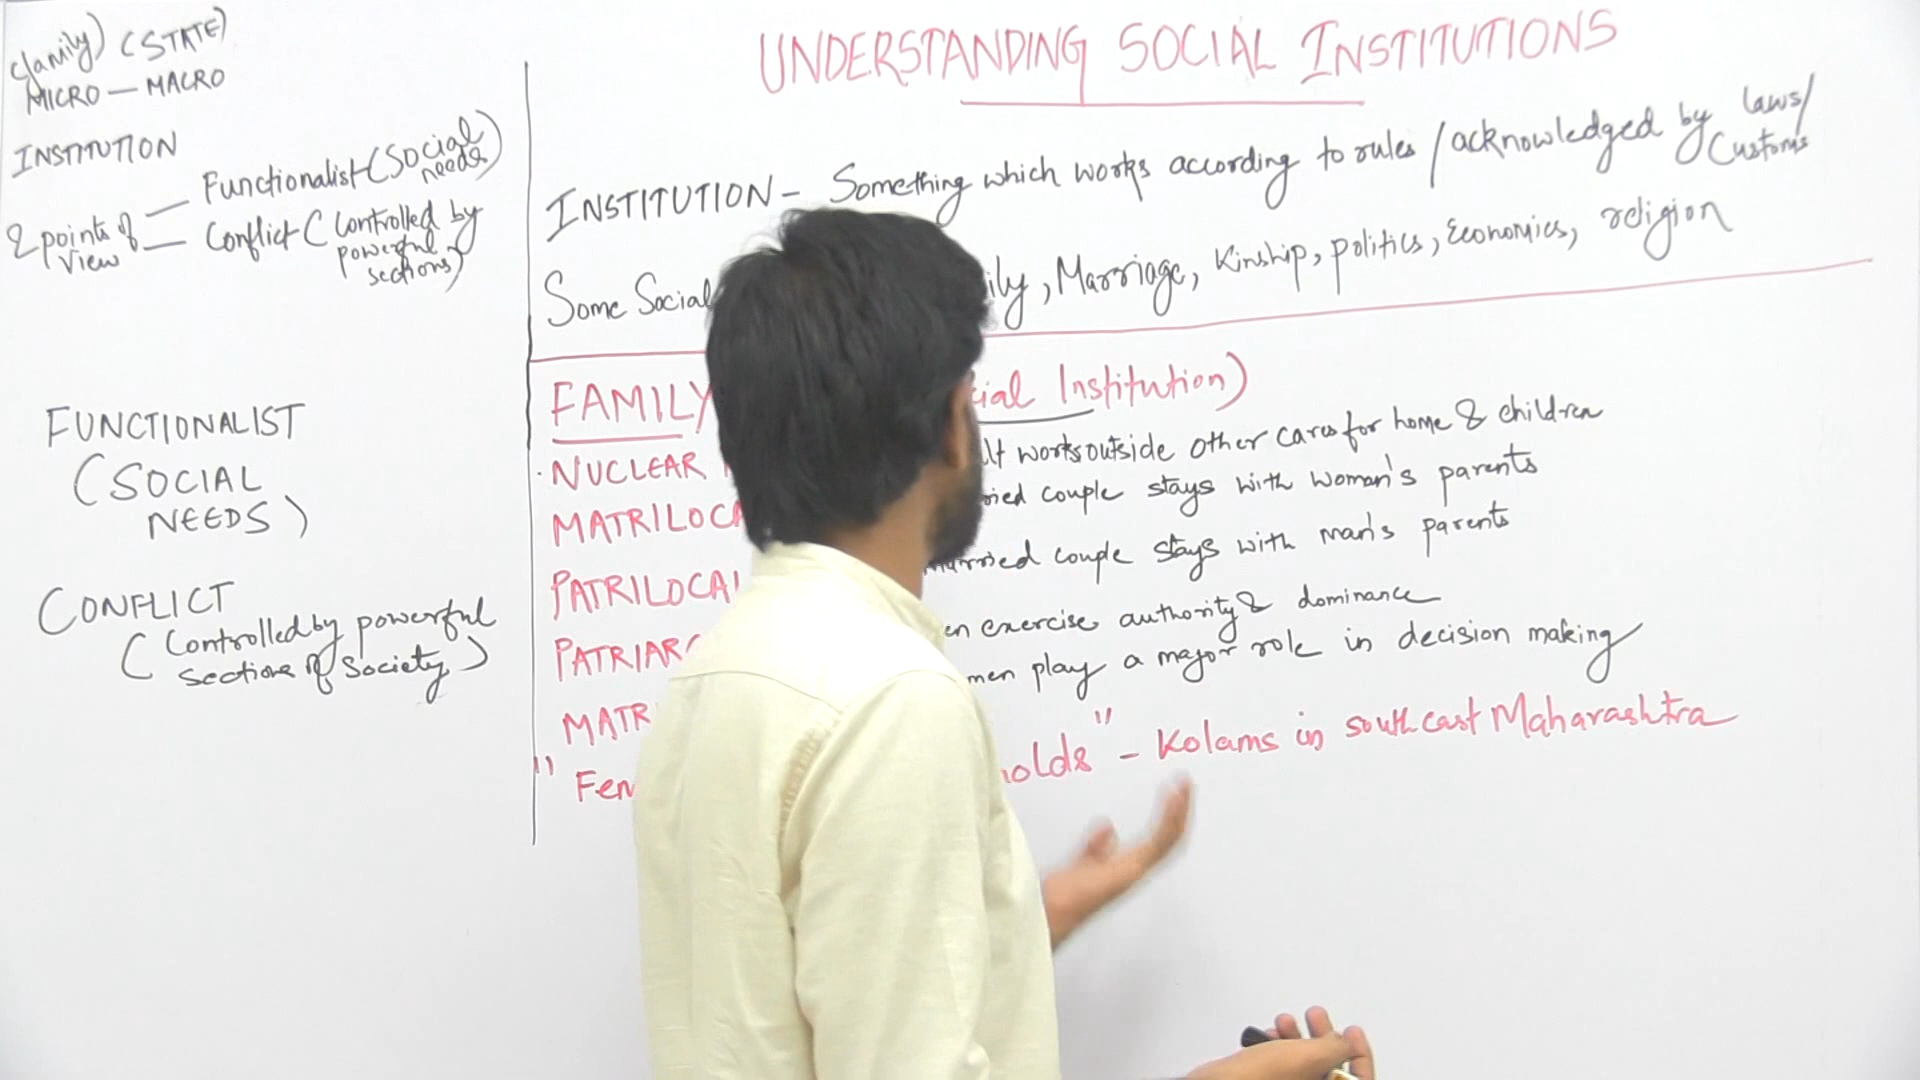 (family) (STATE)
MICRO — MACRO
INSTITUTION
2 points of view
Functionalist (Social needs)
Conflict (Controlled by powerful sections)
FUNCTIONALIST
(SOCIAL
NEEDS)
CONFLICT
(Controlled by powerful
sections of society)
UNDERSTANDING SOCIAL INSTITUTIONS
INSTITUTION - Something which works according to rules / acknowledged by laws/
Customs
Some Social ily, Marriage, Kinship, politics, Economics, religion
FAMILY cial Institution)
NUCLEAR lt works outside other cares for home & children
MATRILOCA ried couple stays with woman's parents
PATRILOCAL married couple stays with man's parents
PATRIARC en exercise authority & dominance
MATR men play a major role in decision making
" Fem holds" - Kolams in south east Maharashtra